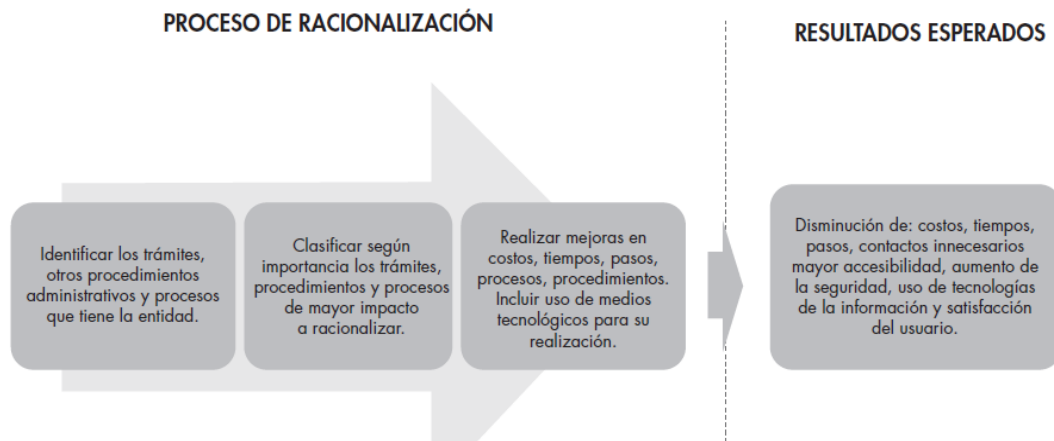 PROCESO DE RACIONALIZACIÓN
RESULTADOS ESPERADOS
Identificar los trámites,
otros procedimientos
administrativos y procesos
que tiene la entidad.
Clasificar según
importancia los trámites,
procedimientos y procesos
de mayor impacto
a racionalizar.
Realizar mejoras en
costos, tiempos, pasos,
procesos, procedimientos.
Incluir uso de medios
tecnológicos para su
realización.
Disminución de: costos, tiempos,
pasos, contactos innecesarios
mayor accesibilidad, aumento de
la seguridad, uso de tecnologías
de la información y satisfacción
del usuario.